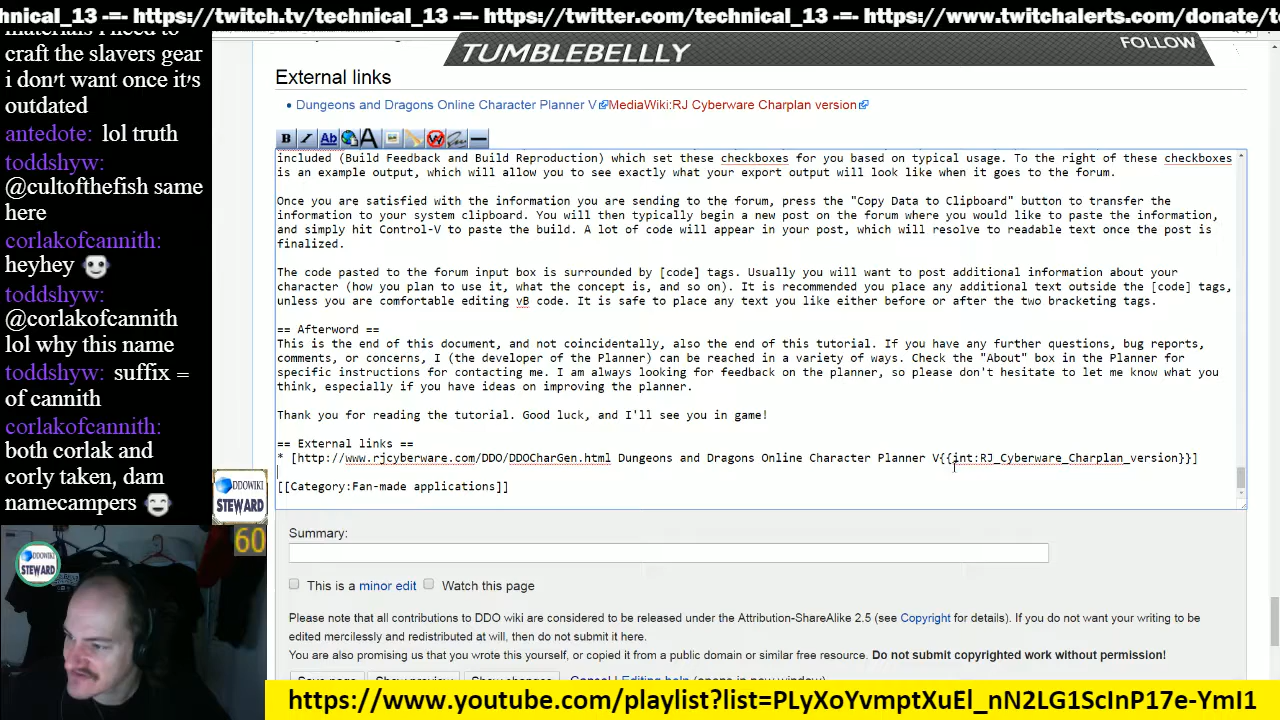 hnical_13 -=- https://twitch.tv/technical_13 -=- https://twitter.com/technical_13 -=- https://www.twitchalerts.com/donate/te
materials i need to
craft the slavers gear
i don't want once it's
outdated
antedote: lol truth
toddshyw:
@cultofthefish same
here
corlakofcannith:
heyhey
toddshyw:
@corlakofcannith
lol why this name
toddshyw: suffix =
of cannith
corlakofcannith:
both corlak and
corly taken, dam
namecampers
DDOWIKI
STEWARD
60
DDOWIKI
STEWARD
TUMBLEBELLLY
FOLLOW
External links
• Dungeons and Dragons Online Character Planner V MediaWiki:RJ Cyberware Charplan version
B I Ab A W
included (Build Feedback and Build Reproduction) which set these checkboxes for you based on typical usage. To the right of these checkboxes
is an example output, which will allow you to see exactly what your export output will look like when it goes to the forum.
Once you are satisfied with the information you are sending to the forum, press the "Copy Data to Clipboard" button to transfer the
information to your system clipboard. You will then typically begin a new post on the forum where you would like to paste the information,
and simply hit Control-V to paste the build. A lot of code will appear in your post, which will resolve to readable text once the post is
finalized.
The code pasted to the forum input box is surrounded by [code] tags. Usually you will want to post additional information about your
character (how you plan to use it, what the concept is, and so on). It is recommended you place any additional text outside the [code] tags,
unless you are comfortable editing vB code. It is safe to place any text you like either before or after the two bracketing tags.
== Afterword ==
This is the end of this document, and not coincidentally, also the end of this tutorial. If you have any further questions, bug reports,
comments, or concerns, I (the developer of the Planner) can be reached in a variety of ways. Check the "About" box in the Planner for
specific instructions for contacting me. I am always looking for feedback on the planner, so please don't hesitate to let me know what you
think, especially if you have ideas on improving the planner.
Thank you for reading the tutorial. Good luck, and I'll see you in game!
== External links ==
* [http://www.rjcyberware.com/DDO/DDOCharGen.html Dungeons and Dragons Online Character Planner V{{int:RJ_Cyberware_Charplan_version}}]
[[Category:Fan-made applications]]
Summary:
This is a minor edit Watch this page
Please note that all contributions to DDO wiki are considered to be released under the Attribution-ShareAlike 2.5 (see Copyright for details). If you do not want your writing to be
edited mercilessly and redistributed at will, then do not submit it here.
You are also promising us that you wrote this yourself, or copied it from a public domain or similar free resource. Do not submit copyrighted work without permission!
Save page Show preview Show changes Cancel | Editing help (opens in new window)
https://www.youtube.com/playlist?list=PLyXoYvmptXuEl_nN2LG1ScInP17e-YmI1